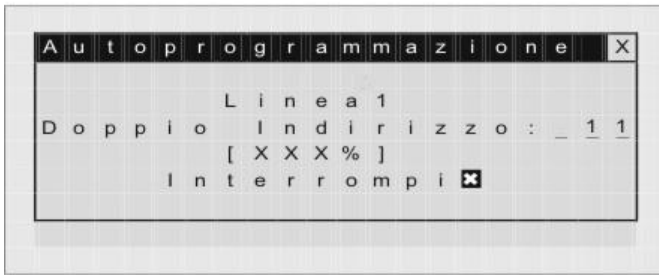 Autoprogrammazione X
Linea1
Doppio Indirizzo:_11
[XXX%]
Interrompi